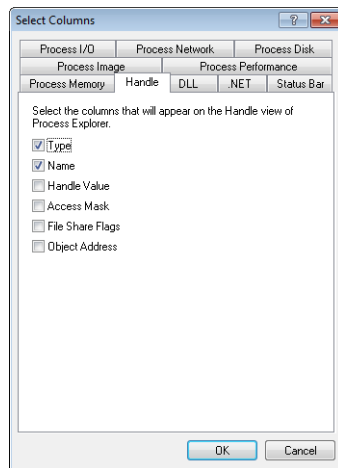 Select Columns
Process I/O Process Network Process Disk
Process Image Process Performance
Process Memory Handle DLL .NET Status Bar
Select the columns that will appear on the Handle view of
Process Explorer.
Type
Name
Handle Value
Access Mask
File Share Flags
Object Address
OK Cancel